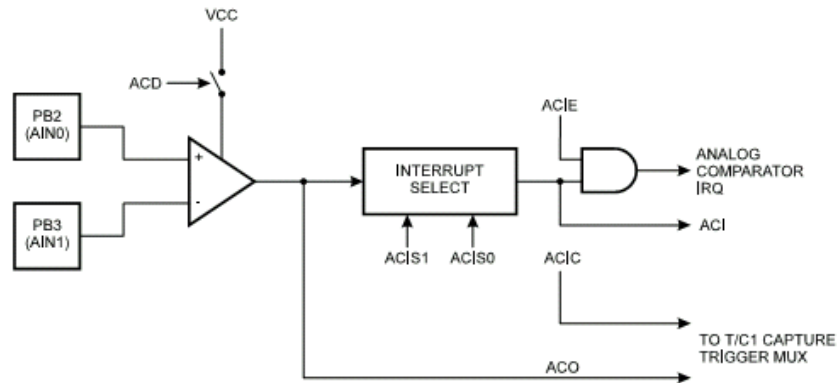 VCC
ACD
PB2
(AIN0)
+
-
PB3
(AIN1)
INTERRUPT
SELECT
ACIS1
ACIS0
ACIE
ANALOG
COMPARATOR
IRQ
ACI
ACIC
TO T/C1 CAPTURE
TRIGGER MUX
ACO